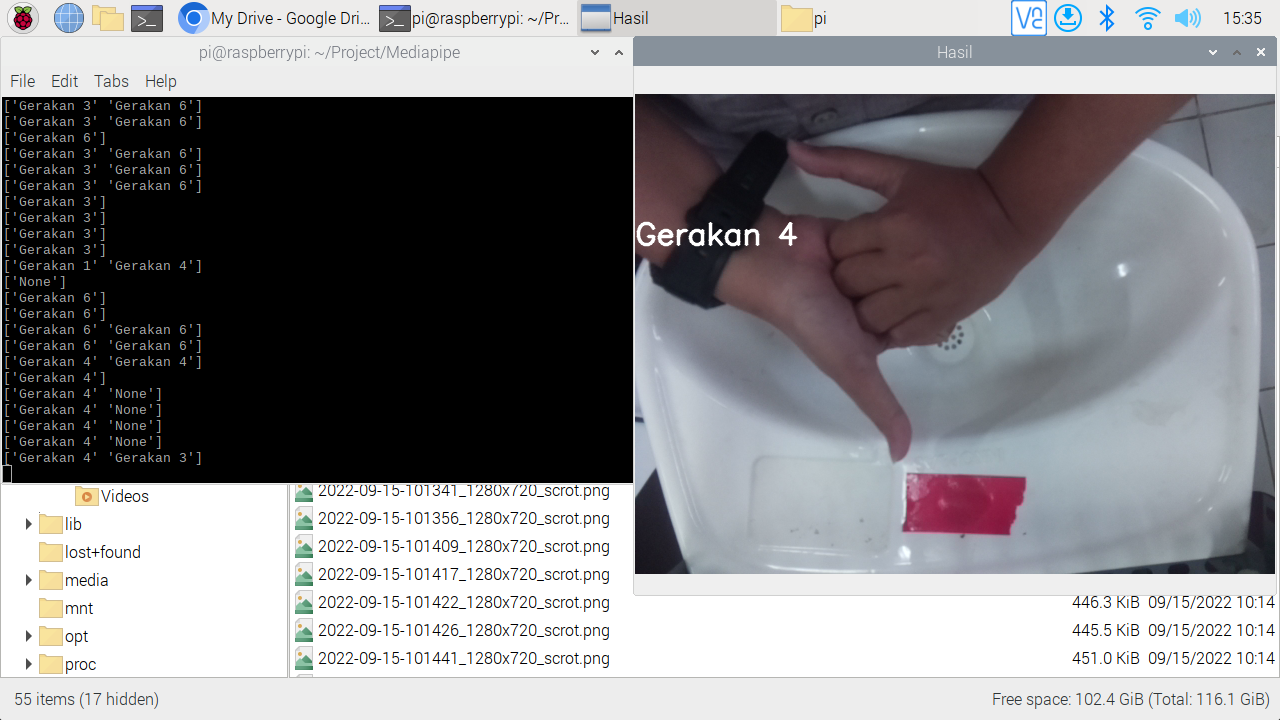 My Drive - Google Dri...
pi@raspberrypi: ~/Pr...
Hasil
pi
15:35
pi@raspberrypi: ~/Project/Mediapipe
File Edit Tabs Help
['Gerakan 3' 'Gerakan 6']
['Gerakan 3' 'Gerakan 6']
['Gerakan 6']
['Gerakan 3' 'Gerakan 6']
['Gerakan 3' 'Gerakan 6']
['Gerakan 3' 'Gerakan 6']
['Gerakan 3']
['Gerakan 3']
['Gerakan 3']
['Gerakan 3']
['Gerakan 1' 'Gerakan 4']
['None']
['Gerakan 6']
['Gerakan 6']
['Gerakan 6' 'Gerakan 6']
['Gerakan 6' 'Gerakan 6']
['Gerakan 4' 'Gerakan 4']
['Gerakan 4']
['Gerakan 4' 'None']
['Gerakan 4' 'None']
['Gerakan 4' 'None']
['Gerakan 4' 'None']
['Gerakan 4' 'Gerakan 3']
Hasil
Gerakan 4
Videos
lib
lost+found
media
mnt
opt
proc
2022-09-15-101341_1280x720_scrot.png
2022-09-15-101356_1280x720_scrot.png
2022-09-15-101409_1280x720_scrot.png
2022-09-15-101417_1280x720_scrot.png
2022-09-15-101422_1280x720_scrot.png 446.3 KiB 09/15/2022 10:14
2022-09-15-101426_1280x720_scrot.png 445.5 KiB 09/15/2022 10:14
2022-09-15-101441_1280x720_scrot.png 451.0 KiB 09/15/2022 10:14
55 items (17 hidden)
Free space: 102.4 GiB (Total: 116.1 GiB)